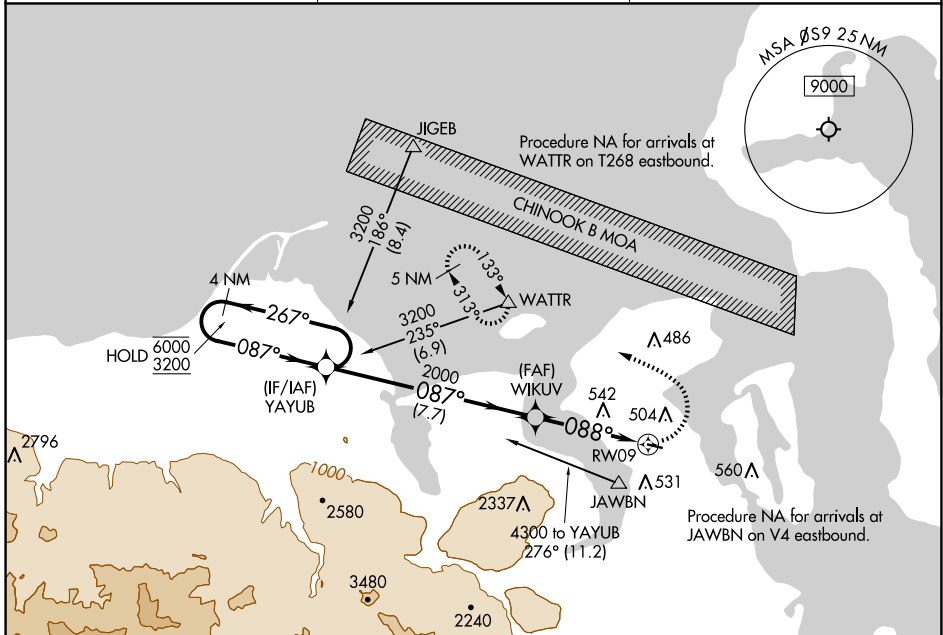 MSA ØS9 25 NM
9000
JIGEB
Procedure NA for arrivals at
WATTR on T268 eastbound.
CHINOOK B MOA
3200
186°
(8.4)
4 NM
5 NM
133°
313°
WATTR
267°
3200
235°
(6.9)
HOLD 6000
3200
087°
(IF/IAF)
YAYUB
2000
087°
(7.7)
(FAF)
WIKUV
486
542
504
088°
RW09
2796
1000
2580
2337
JAWBN
531
560
4300 to YAYUB
276° (11.2)
Procedure NA for arrivals at
JAWBN on V4 eastbound.
3480
2240